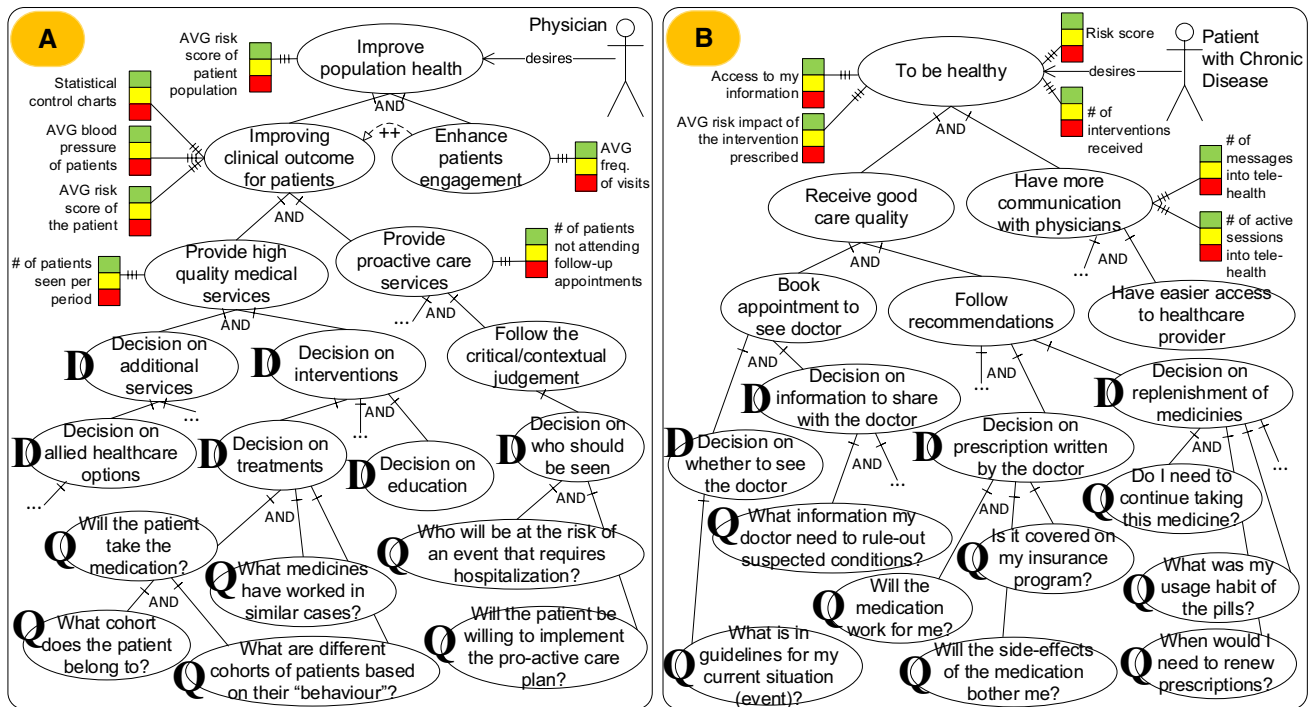 A
Physician
AVG risk
score of
patient
population
Improve
population health
desires
AND
Statistical
control charts
AVG blood
pressure
of patients
AVG risk
score of
the patient
Improving
clinical outcome
for patients
++
Enhance
patients
engagement
AVG
freq.
of visits
AND
# of patients
seen per
period
Provide high
quality medical
services
Provide
proactive care
services
# of patients
not attending
follow-up
appointments
AND
...
AND
D
Decision on
additional
services
D
Decision on
interventions
Follow the
critical/contextual
judgement
...
AND
...
D
Decision on
allied healthcare
options
D
Decision on
treatments
D
Decision on
education
D
Decision on
who should
be seen
...
AND
AND
Q
Will the patient
take the
medication?
Q
What medicines
have worked in
similar cases?
Q
Who will be at the risk of
an event that requires
hospitalization?
AND
Q
What cohort
does the patient
belong to?
Q
What are different
cohorts of patients based
on their “behaviour”?
Q
Will the patient be
willing to implement
the pro-active care
plan?
B
Patient
with Chronic
Disease
Risk score
desires
To be healthy
Access to my
information
AVG risk impact of
the intervention
prescribed
# of
interventions
received
AND
# of
messages
into tele-
health
# of active
sessions
into tele-
health
Receive good
care quality
Have more
communication
with physicians
AND
...
AND
Book
appointment to
see doctor
Follow
recommendations
Have easier access
to healthcare
provider
AND
...
AND
D
Decision on
information to share
with the doctor
D
Decision on
replenishment of
medicinies
D
Decision on
whether to see
the doctor
D
Decision on
prescription written
by the doctor
AND
...
AND
...
AND
Q
Do I need to
continue taking
this medicine?
Q
What information my
doctor need to rule-out
suspected conditions?
Q
Is it covered on
my insurance
program?
Q
Will the
medication
work for me?
Q
What was my
usage habit of
the pills?
Q
What is in
guidelines for my
current situation
(event)?
Q
Will the side-effects
of the medication
bother me?
Q
When would I
need to renew
prescriptions?